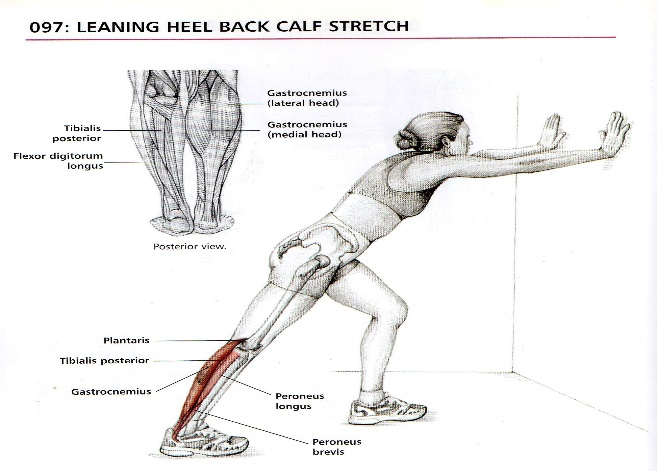 097: LEANING HEEL BACK CALF STRETCH
Gastrocnemius
(lateral head)
Gastrocnemius
(medial head)
Tibialis
posterior
Flexor digitorum
longus
Posterior view.
Plantaris
Tibialis posterior
Gastrocnemius
Peroneus
longus
Peroneus
brevis